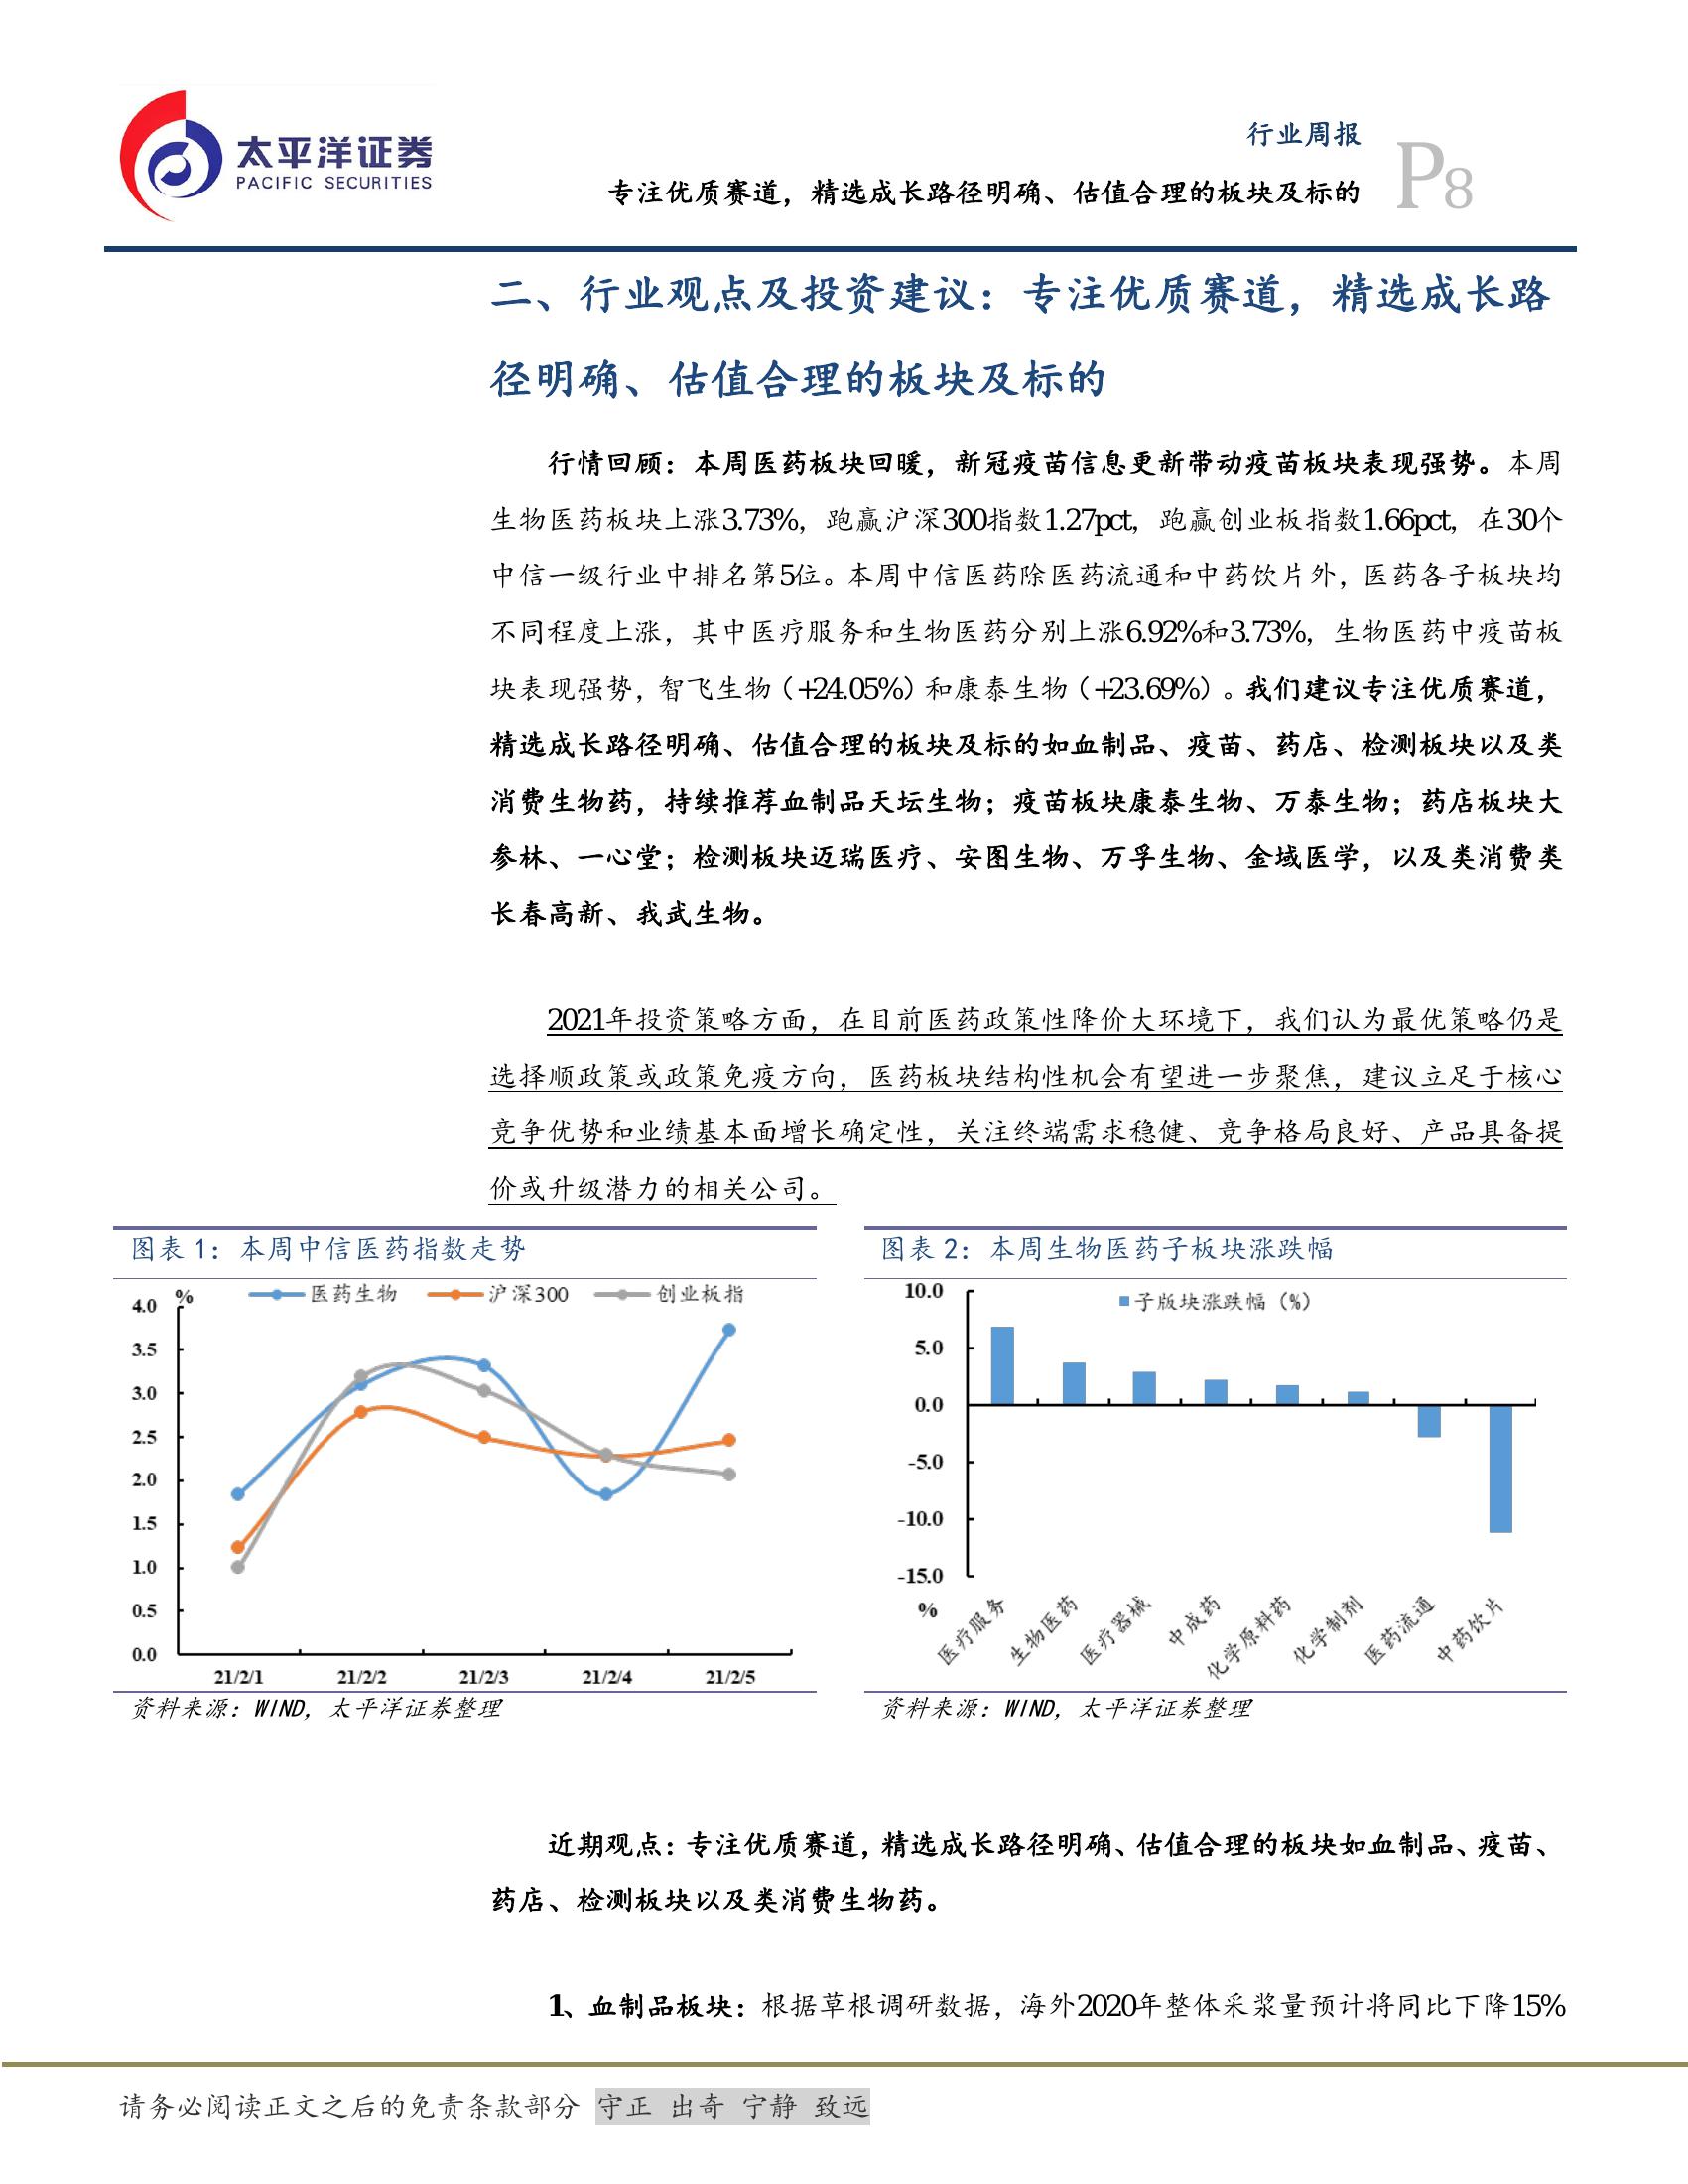 太平洋证券
PACIFIC SECURITIES
行业周报
专注优质赛道，精选成长路径明确、估值合理的板块及标的
P8
二、行业观点及投资建议：专注优质赛道，精选成长路
径明确、估值合理的板块及标的
行情回顾：本周医药板块回暖，新冠疫苗信息更新带动疫苗板块表现强势。本周
生物医药板块上涨3.73%，跑赢沪深300指数1.27pct，跑赢创业板指数1.66pct，在30个
中信一级行业中排名第5位。本周中信医药除医药流通和中药饮片外，医药各子板块均
不同程度上涨，其中医疗服务和生物医药分别上涨6.92%和3.73%，生物医药中疫苗板
块表现强势，智飞生物（+24.05%）和康泰生物（+23.69%）。我们建议专注优质赛道，
精选成长路径明确、估值合理的板块及标的如血制品、疫苗、药店、检测板块以及类
消费生物药，持续推荐血制品天坛生物；疫苗板块康泰生物、万泰生物；药店板块大
参林、一心堂；检测板块迈瑞医疗、安图生物、万孚生物、金域医学，以及类消费类
长春高新、我武生物。
2021年投资策略方面，在目前医药政策性降价大环境下，我们认为最优策略仍是
选择顺政策或政策免疫方向，医药板块结构性机会有望进一步聚焦，建议立足于核心
竞争优势和业绩基本面增长确定性，关注终端需求稳健、竞争格局良好、产品具备提
价或升级潜力的相关公司。
图表 1：本周中信医药指数走势
%
医药生物 沪深300 创业板指
4.0
3.5
3.0
2.5
2.0
1.5
1.0
0.5
0.0
21/2/1 21/2/2 21/2/3 21/2/4 21/2/5
资料来源：WIND，太平洋证券整理
图表 2：本周生物医药子板块涨跌幅
子版块涨跌幅（%）
10.0
5.0
0.0
-5.0
-10.0
-15.0
%
医疗服务 生物医药 医疗器械 中成药 化学原料药 化学制剂 医药流通 中药饮片
资料来源：WIND，太平洋证券整理
近期观点：专注优质赛道，精选成长路径明确、估值合理的板块如血制品、疫苗、
药店、检测板块以及类消费生物药。
1、血制品板块：根据草根调研数据，海外2020年整体采浆量预计将同比下降15%
请务必阅读正文之后的免责条款部分 守正 出奇 宁静 致远